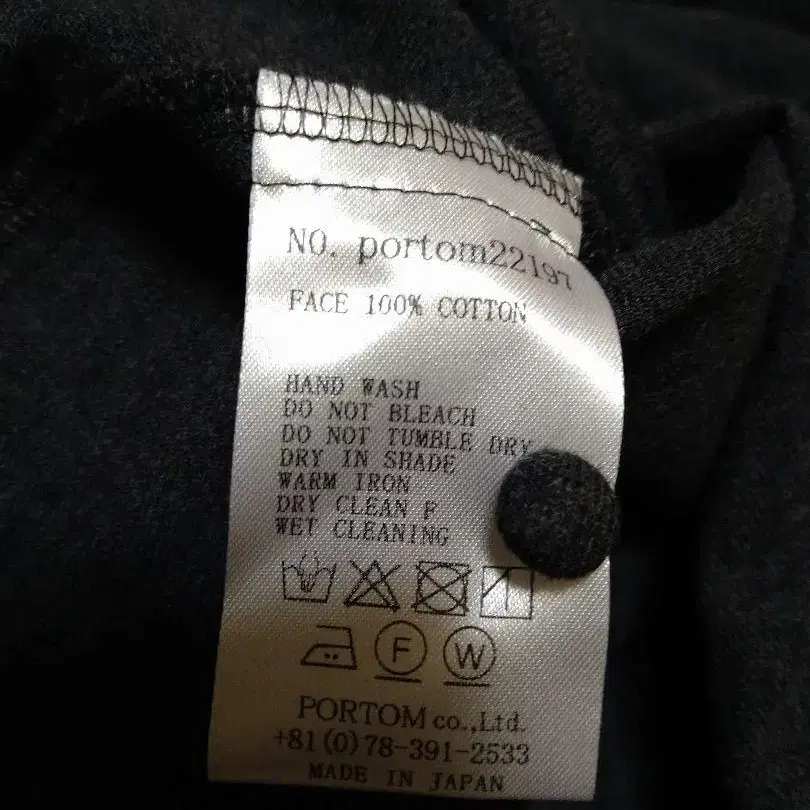 NO. portom22197
FACE 100% COTTON
HAND WASH
DO NOT BLEACH
DO NOT TUMBLE DRY
DRY IN SHADE
WARM IRON
DRY CLEAN F
WET CLEANING
F W
PORTOM co.,Ltd.
+81(0)78-391-2533
MADE IN JAPAN